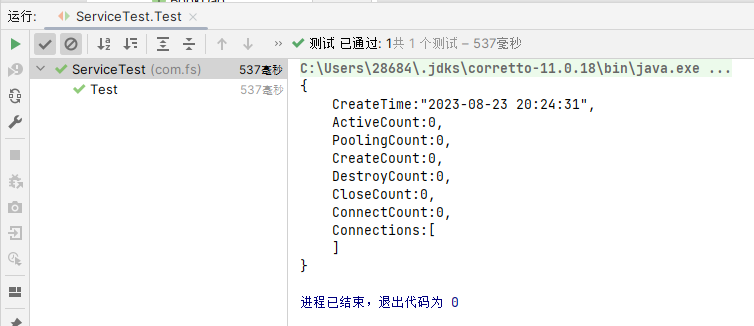 运行: ServiceTest.Test ×
>> 测试 已通过: 1共 1 个测试 – 537毫秒
ServiceTest (com.fs) 537毫秒
Test 537毫秒
C:\Users\28684\.jdks\corretto-11.0.18\bin\java.exe ...
{
CreateTime:"2023-08-23 20:24:31",
ActiveCount:0,
PoolingCount:0,
CreateCount:0,
DestroyCount:0,
CloseCount:0,
ConnectCount:0,
Connections:[
]
}
进程已结束,退出代码为 0